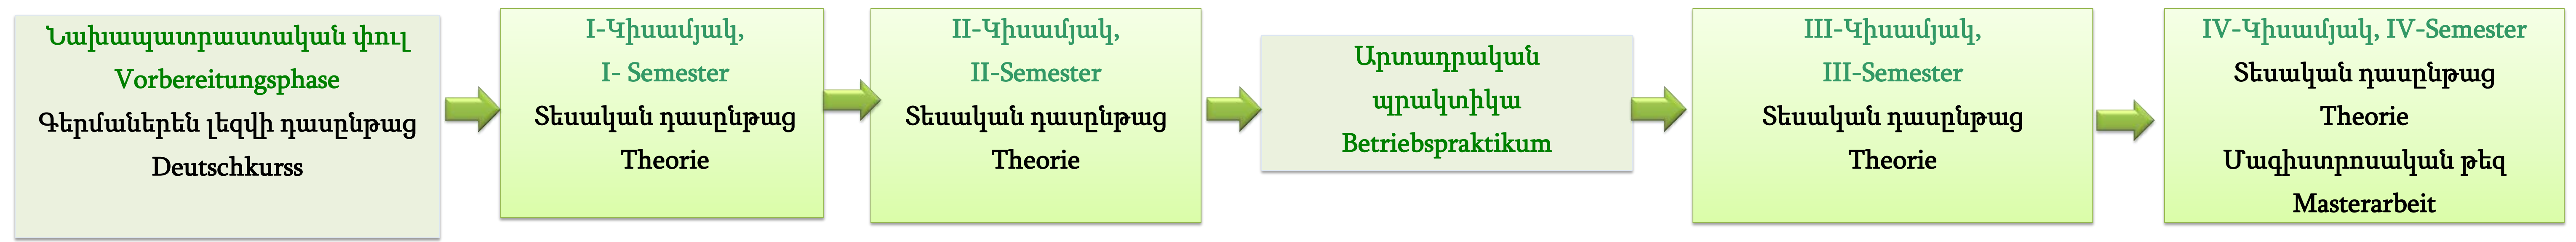 Նախապատրաստական փուլ
Vorbereitungsphase
Գերմաներեն լեզվի դասընթաց
Deutschkurss
I-Կիսամյակ,
I- Semester
Տեսական դասընթաց
Theorie
II-Կիսամյակ,
II-Semester
Տեսական դասընթաց
Theorie
Արտադրական
պրակտիկա
Betriebspraktikum
III-Կիսամյակ,
III-Semester
Տեսական դասընթաց
Theorie
IV-Կիսամյակ, IV-Semester
Տեսական դասընթաց
Theorie
Մագիստրոսական թեզ
Masterarbeit